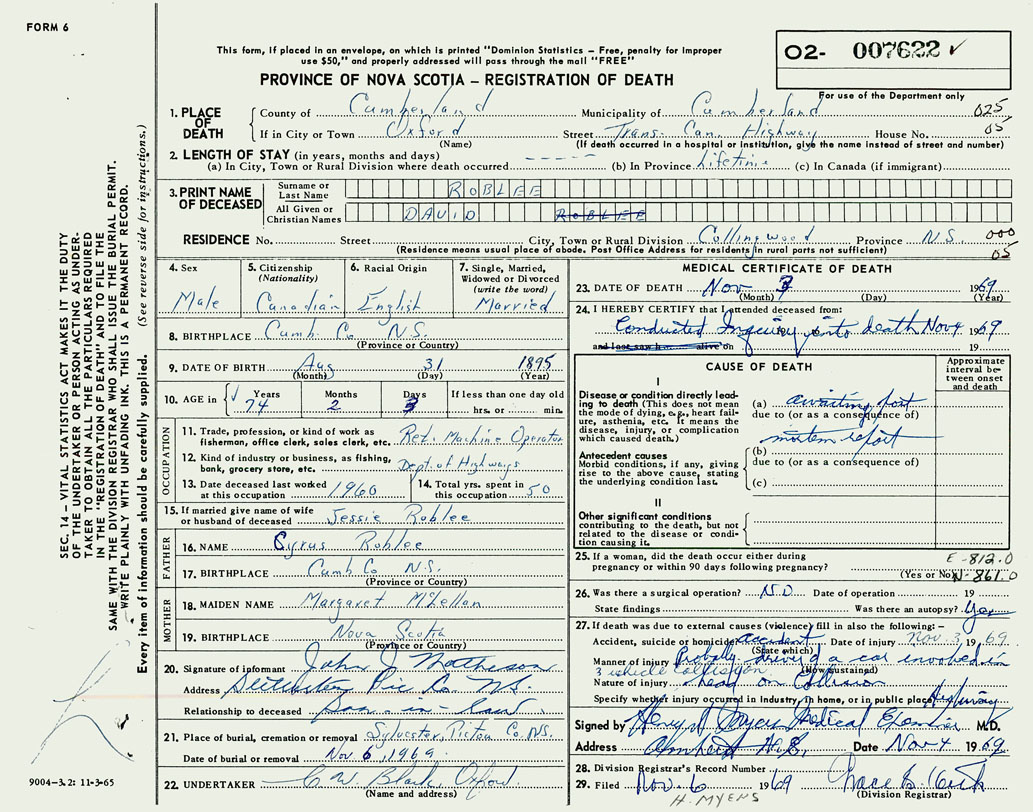 FORM 6
This form, if placed in an envelope, on which is printed "Dominion Statistics – Free, penalty for improper
use $50," and properly addressed will pass through the mail "FREE"
O2- 007622 ✓
PROVINCE OF NOVA SCOTIA – REGISTRATION OF DEATH
For use of the Department only
1. PLACE OF DEATH
County of Cumberland Municipality of Cumberland 025
If in City or Town Oxford Street Trans. Can. Highway House No. 05
(Name) (If death occurred in a hospital or institution, give the name instead of street and number)
2. LENGTH OF STAY (in years, months and days)
(a) In City, Town or Rural Division where death occurred - - - - (b) In Province Lifetime (c) In Canada (if immigrant)
3. PRINT NAME OF DECEASED
Surname or Last Name ROBLEE
All Given or Christian Names DAVID ROBLEE
RESIDENCE No. Street City, Town or Rural Division Collingwood Province N.S. 000
(Residence means usual place of abode. Post Office Address for residents in rural parts not sufficient) 05
4. Sex Male
5. Citizenship (Nationality) Canadian
6. Racial Origin English
7. Single, Married, Widowed or Divorced (write the word) Married
8. BIRTHPLACE Cumb. Co. N.S.
(Province or Country)
9. DATE OF BIRTH Aug 31 1895
(Month) (Day) (Year)
10. AGE in Years 74 Months 2 Days 3 If less than one day old hrs. or min.
OCCUPATION
11. Trade, profession, or kind of work as fisherman, office clerk, sales clerk, etc. Ret. Machine Operator
12. Kind of industry or business, as fishing, bank, grocery store, etc. Dept. of Highways
13. Date deceased last worked at this occupation 1960
14. Total yrs. spent in this occupation 50
15. If married give name of wife or husband of deceased Jessie Roblee
FATHER
16. NAME Cyrus Roblee
17. BIRTHPLACE Cumb Co N.S.
(Province or Country)
MOTHER
18. MAIDEN NAME Margaret McLellan
19. BIRTHPLACE Nova Scotia
(Province or Country)
20. Signature of informant John J Matheson
Address Pic. Co. N.S.
Relationship to deceased Son-in-law
21. Place of burial, cremation or removal Sylvester, Pictou Co. N.S.
Date of burial or removal Nov 6, 1969
22. UNDERTAKER C W Black, Oxford
(Name and address)
MEDICAL CERTIFICATE OF DEATH
23. DATE OF DEATH Nov 3 1969
(Month) (Day) (Year)
24. I HEREBY CERTIFY that I attended deceased from:
Conducted Inquiry into death Nov 4 1969
and last saw h alive on 19
CAUSE OF DEATH
Approximate interval between onset and death
I
Disease or condition directly leading to death (This does not mean the mode of dying, e.g., heart failure, asthenia, etc. It means the disease, injury, or complication which caused death.)
(a) awaiting post
due to (or as a consequence of)
mortem report
Antecedent causes
Morbid conditions, if any, giving rise to the above cause, stating the underlying condition last.
(b)
due to (or as a consequence of)
(c)
II
Other significant conditions contributing to the death, but not related to the disease or condition causing it.
25. If a woman, did the death occur either during pregnancy or within 90 days following pregnancy? E-812.0
(Yes or No) N-861.0
26. Was there a surgical operation? No Date of operation 19
State findings Was there an autopsy? Yes
27. If death was due to external causes (violence) fill in also the following:–
Accident, suicide or homicide accident Date of injury Nov. 3, 1969
(State which)
Manner of injury Probably driver of a car involved in
3 vehicle collision (How sustained)
Nature of injury head on Collision
Specify whether injury occurred in industry, in home, or in public place Highway
Signed by Henry Myers Medical Examiner M.D.
Address Amherst N.S. Date Nov 4 1969
28. Division Registrar's Record Number
29. Filed Nov. 6 1969
(Division Registrar)
H. MYERS
SEC. 14 – VITAL STATISTICS ACT MAKES IT THE DUTY
OF THE UNDERTAKER OR PERSON ACTING AS UNDER-
TAKER TO OBTAIN ALL THE PARTICULARS REQUIRED
IN THE "REGISTRATION OF DEATH" AND TO FILE THE
SAME WITH THE DIVISION REGISTRAR WHO SHALL ISSUE THE BURIAL PERMIT.
WRITE PLAINLY WITH UNFADING INK. THIS IS A PERMANENT RECORD.
Every item of information should be carefully supplied. (See reverse side for instructions.)
9004-3.2: 11-3-65